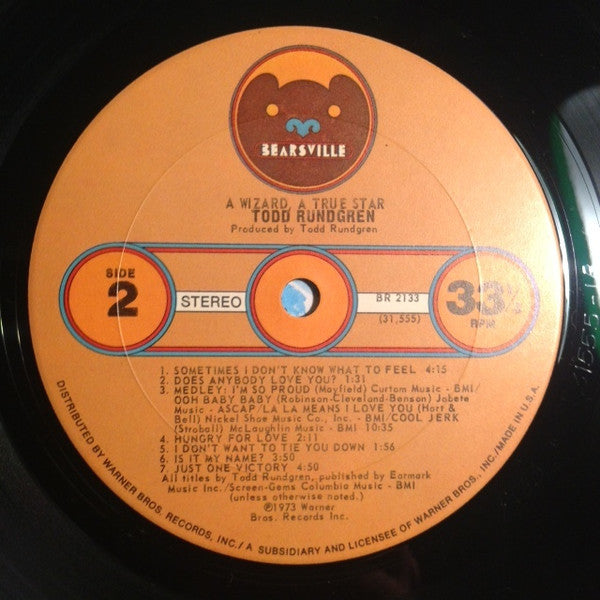 BEARSVILLE
A WIZARD, A TRUE STAR
TODD RUNDGREN
Produced by Todd Rundgren
SIDE
2
STEREO
BR 2133
(31,555)
33⅓
RPM
1. SOMETIMES I DON'T KNOW WHAT TO FEEL 4:15
2. DOES ANYBODY LOVE YOU? 1:31
3. MEDLEY: I'M SO PROUD (Mayfield) Curtom Music - BMI/
OOH BABY BABY (Robinson-Cleveland-Benson) Jobete
Music - ASCAP/LA LA MEANS I LOVE YOU (Hart &
Bell) Nickel Shoe Music Co., Inc. - BMI/COOL JERK
(Stroball) McLaughlin Music - BMI 10:35
4. HUNGRY FOR LOVE 2:11
5. I DON'T WANT TO TIE YOU DOWN 1:56
6. IS IT MY NAME? 3:50
7. JUST ONE VICTORY 4:50
All titles by Todd Rundgren, published by Earmark
Music Inc./Screen-Gems Columbia Music - BMI
(unless otherwise noted.)
℗1973 Warner
Bros. Records Inc.
DISTRIBUTED BY WARNER BROS. RECORDS, INC./A SUBSIDIARY AND LICENSEE OF WARNER BROS., INC./MADE IN U.S.A.